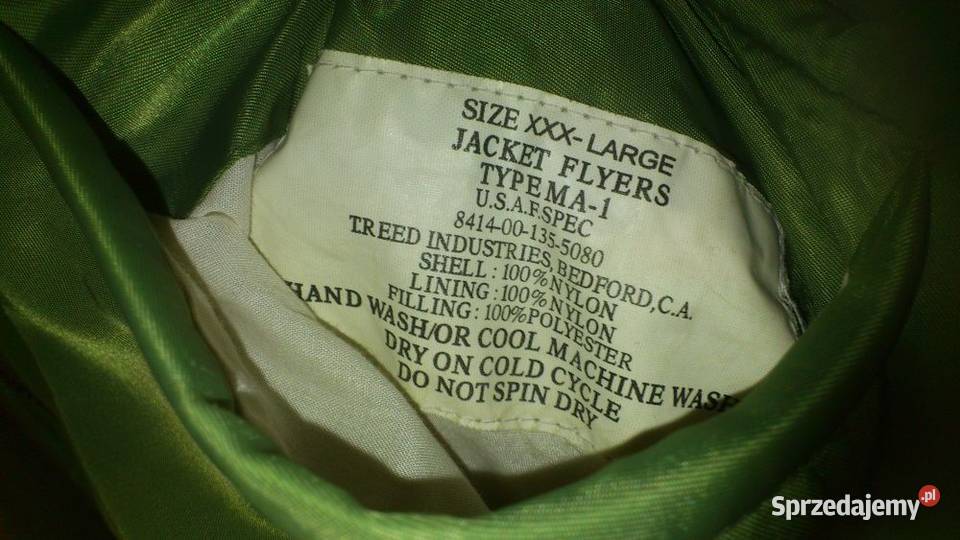 SIZE XXX-LARGE
JACKET FLYERS
TYPE MA-1
U.S.A.F. SPEC
8414-00-135-5080
T.REED INDUSTRIES, BEDFORD, C.A.
SHELL : 100% NYLON
LINING : 100% NYLON
FILLING : 100% POLYESTER
HAND WASH/OR COOL MACHINE WASH
DRY ON COLD CYCLE
DO NOT SPIN DRY
Sprzedajemy.pl